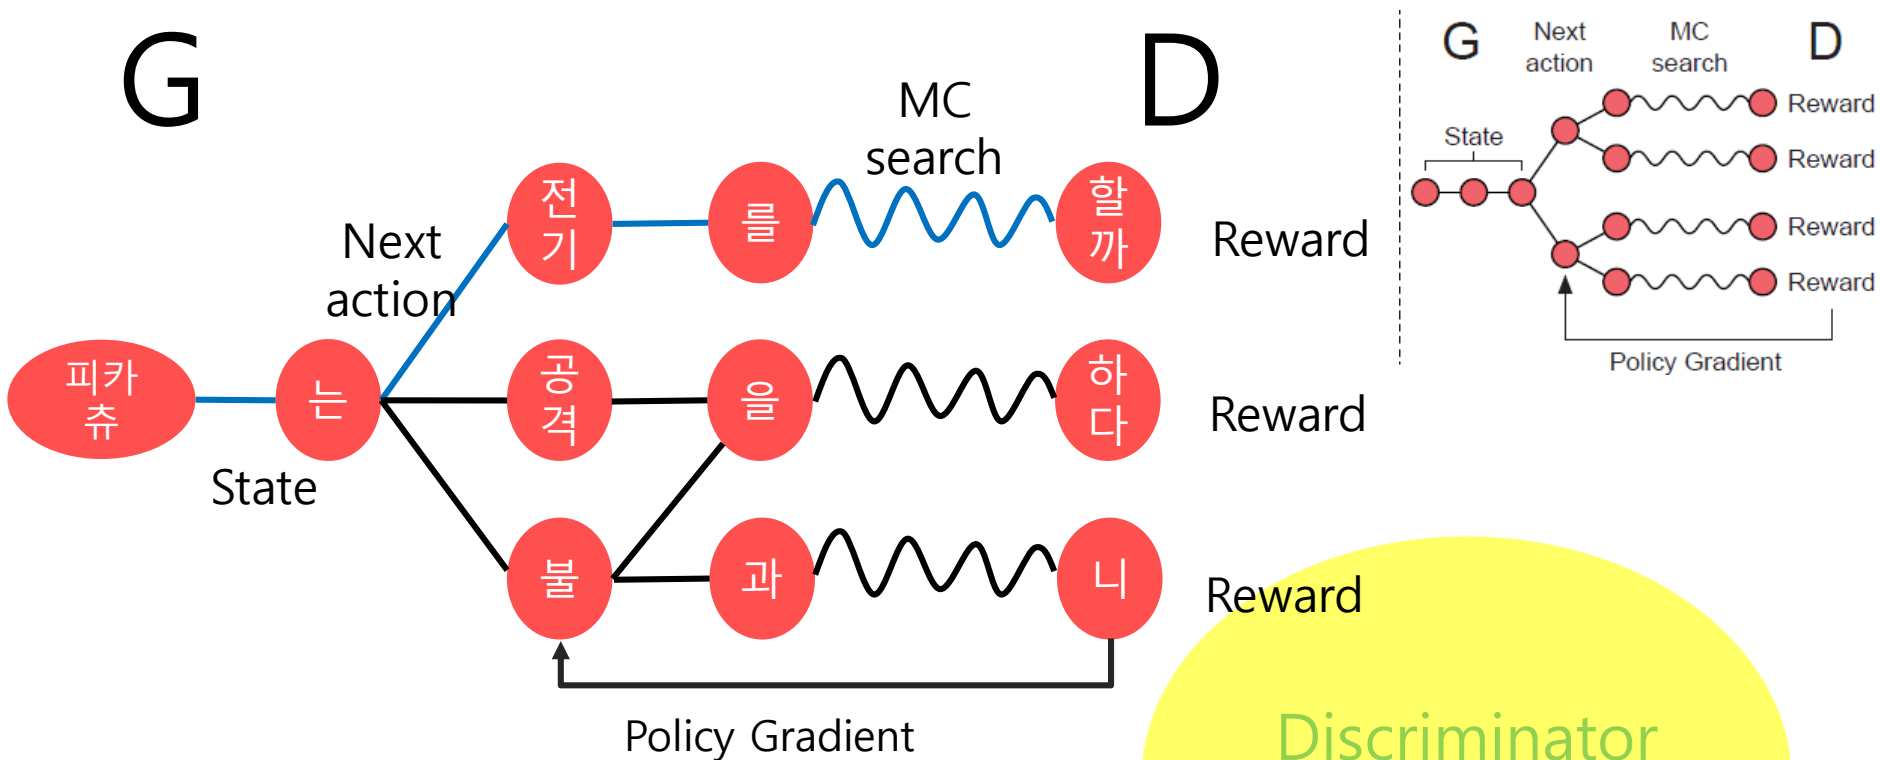 G
D
MC
search
Next
action
전
기
를
할
까
Reward
피카
츄
는
공
격
을
하
다
Reward
State
불
과
니
Reward
Policy Gradient
Discriminator
G
Next
action
MC
search
D
State
Reward
Reward
Reward
Reward
Policy Gradient